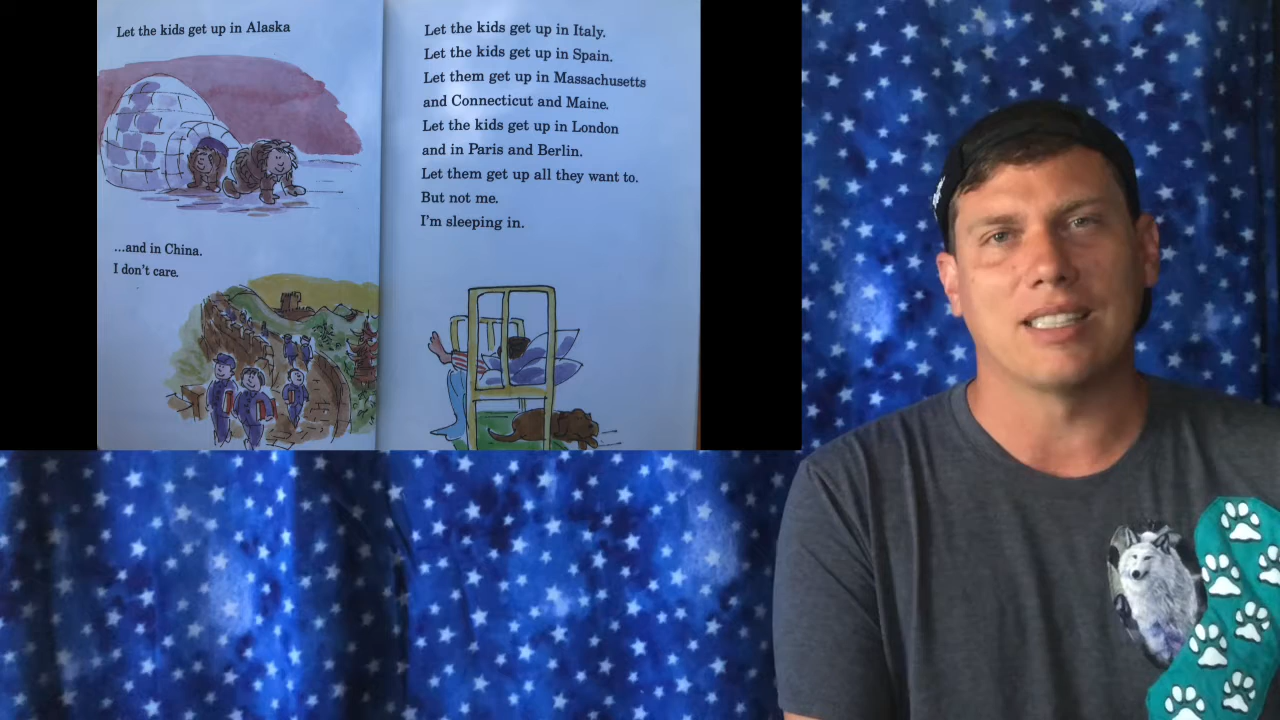 Let the kids get up in Alaska
...and in China.
I don't care.
Let the kids get up in Italy.
Let the kids get up in Spain.
Let them get up in Massachusetts
and Connecticut and Maine.
Let the kids get up in London
and in Paris and Berlin.
Let them get up all they want to.
But not me.
I'm sleeping in.